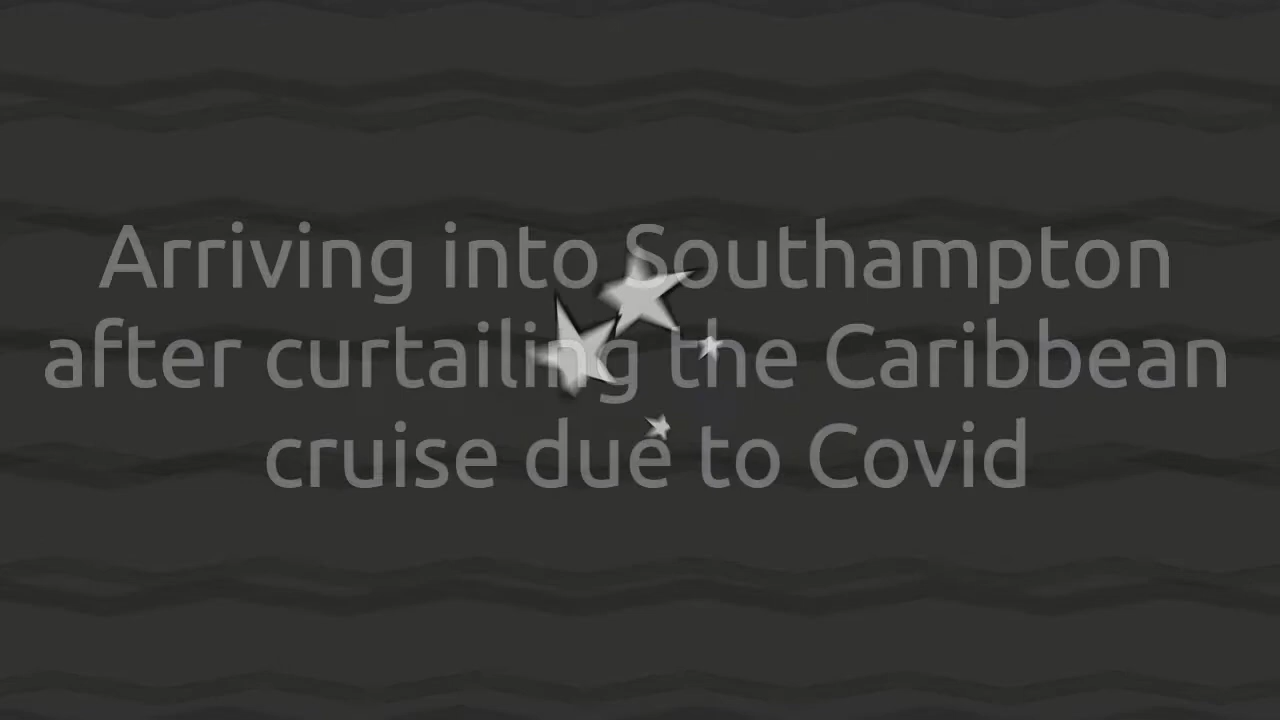 Arriving into Southampton
after curtailing the Caribbean
cruise due to Covid